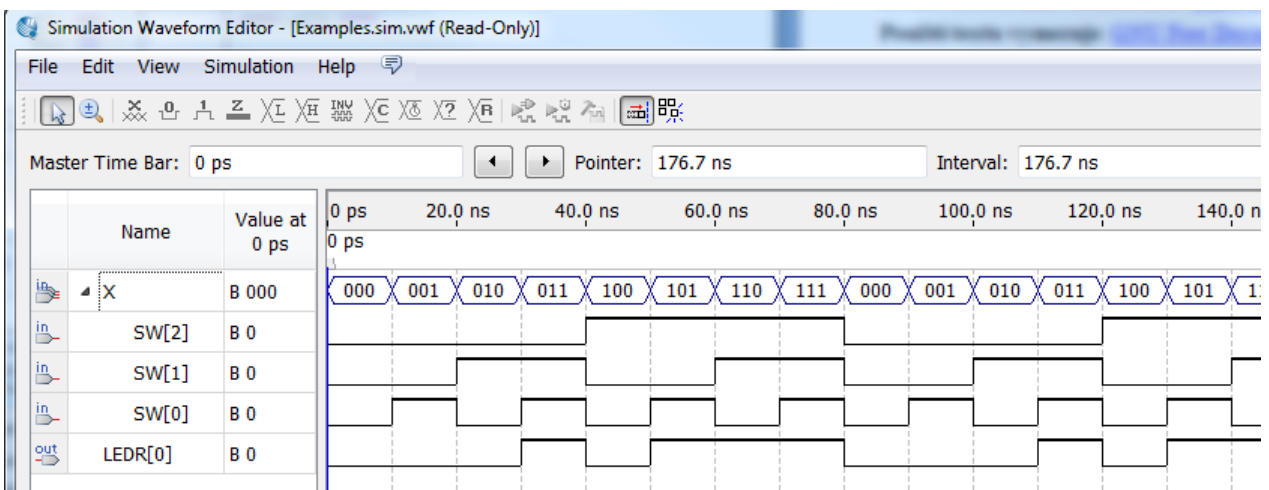 Simulation Waveform Editor - [Examples.sim.vwf (Read-Only)]
File Edit View Simulation Help
Master Time Bar: 0 ps Pointer: 176.7 ns Interval: 176.7 ns
Name Value at 0 ps
0 ps 20.0 ns 40.0 ns 60.0 ns 80.0 ns 100.0 ns 120.0 ns 140.0 n
0 ps
X B 000 000 001 010 011 100 101 110 111 000 001 010 011 100 101 1
SW[2] B 0
SW[1] B 0
SW[0] B 0
LEDR[0] B 0